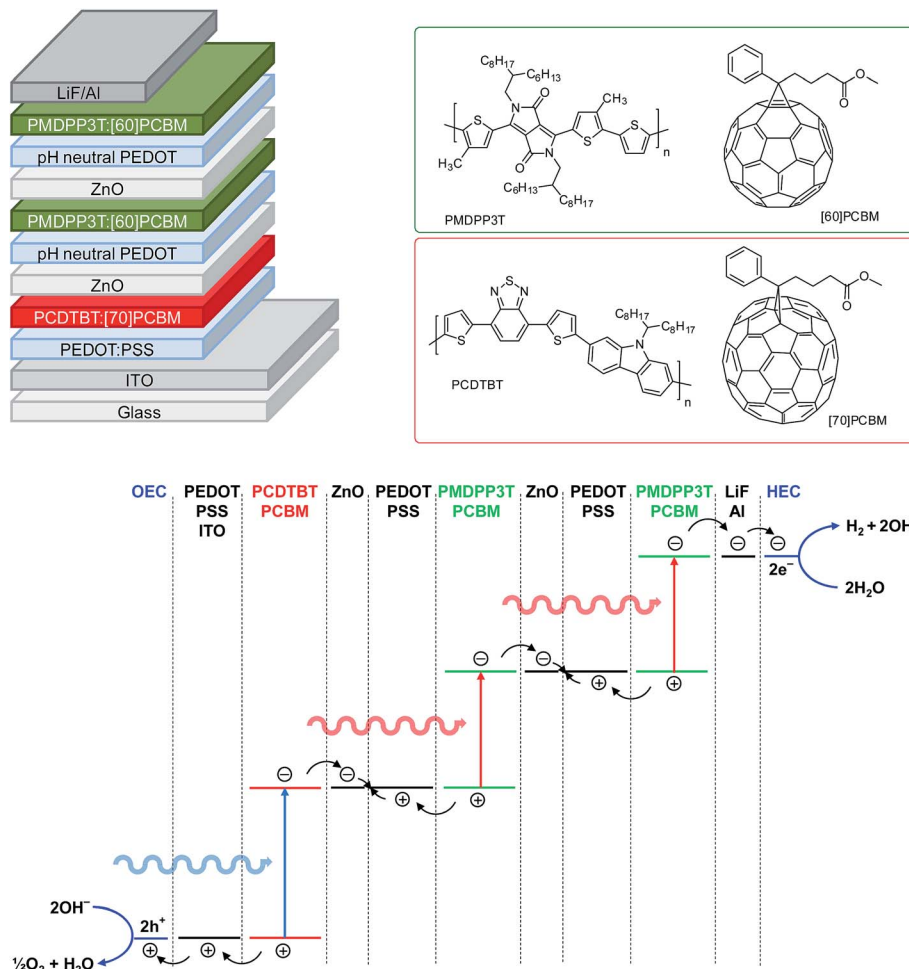 LiF/Al
PMDPP3T:[60]PCBM
pH neutral PEDOT
ZnO
PMDPP3T:[60]PCBM
pH neutral PEDOT
ZnO
PCDTBT:[70]PCBM
PEDOT:PSS
ITO
Glass
C8H17
C6H13
N
O
CH3
S
S
S
S
CH3
O
N
n
C6H13
C8H17
PMDPP3T
O
O
[60]PCBM
S
N
N
C8H17
C8H17
S
S
N
n
PCDTBT
O
O
[70]PCBM
OEC
PEDOT
PSS
ITO
PCDTBT
PCBM
ZnO
PEDOT
PSS
PMDPP3T
PCBM
ZnO
PEDOT
PSS
PMDPP3T
PCBM
LiF
Al
HEC
H₂ + 2OH
2e⁻
2H₂O
2OH⁻
2h⁺
½O₂ + H₂O